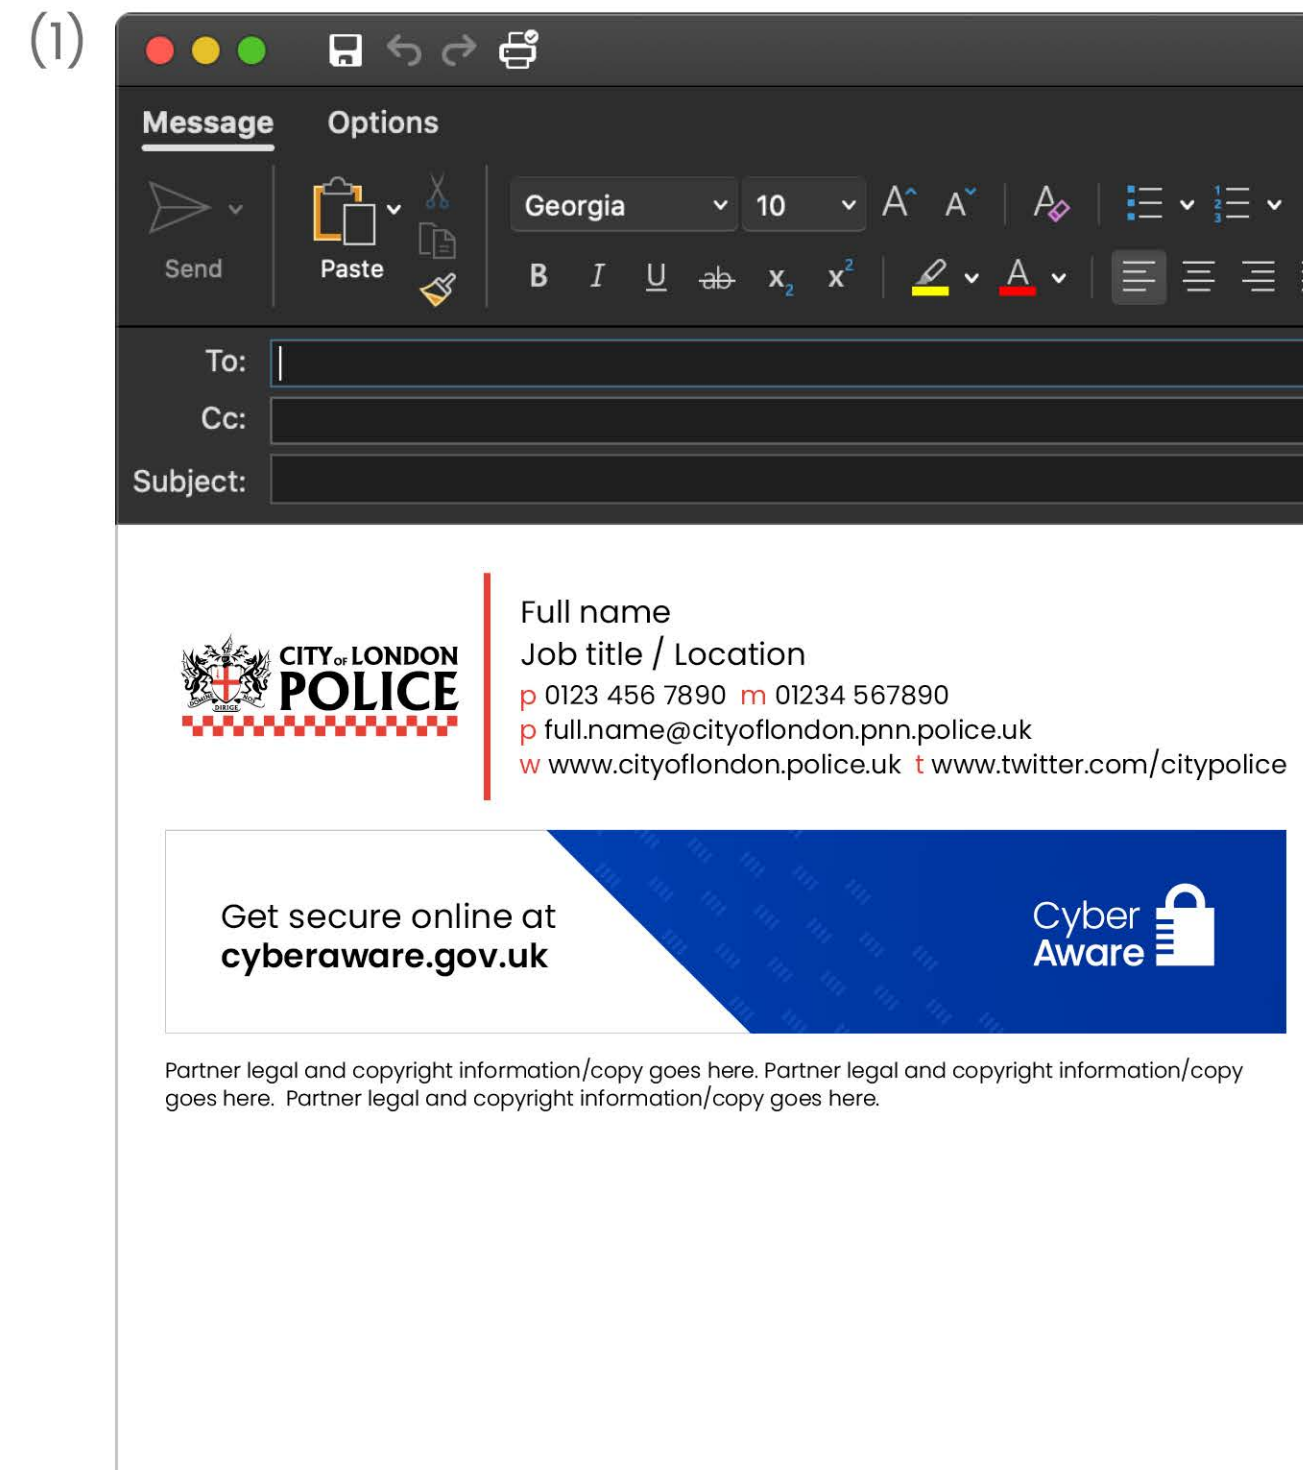 (1)
Message Options
Georgia 10
Send Paste
To:
Cc:
Subject:
CITY OF LONDON
POLICE
DOMINE DIRIGE NOS
Full name
Job title / Location
p 0123 456 7890 m 01234 567890
p full.name@cityoflondon.pnn.police.uk
w www.cityoflondon.police.uk t www.twitter.com/citypolice
Get secure online at
cyberaware.gov.uk
Cyber
Aware
Partner legal and copyright information/copy goes here. Partner legal and copyright information/copy
goes here. Partner legal and copyright information/copy goes here.